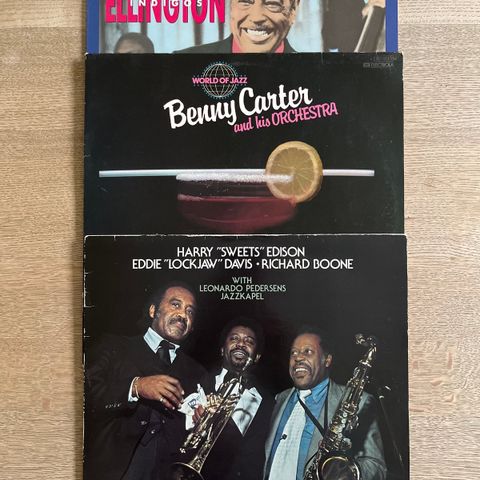 ELLINGTON
INDIGOS
WORLD OF JAZZ
Benny Carter
and his ORCHESTRA
HARRY "SWEETS" EDISON
EDDIE "LOCKJAW" DAVIS · RICHARD BOONE
WITH
LEONARDO PEDERSENS
JAZZKAPEL